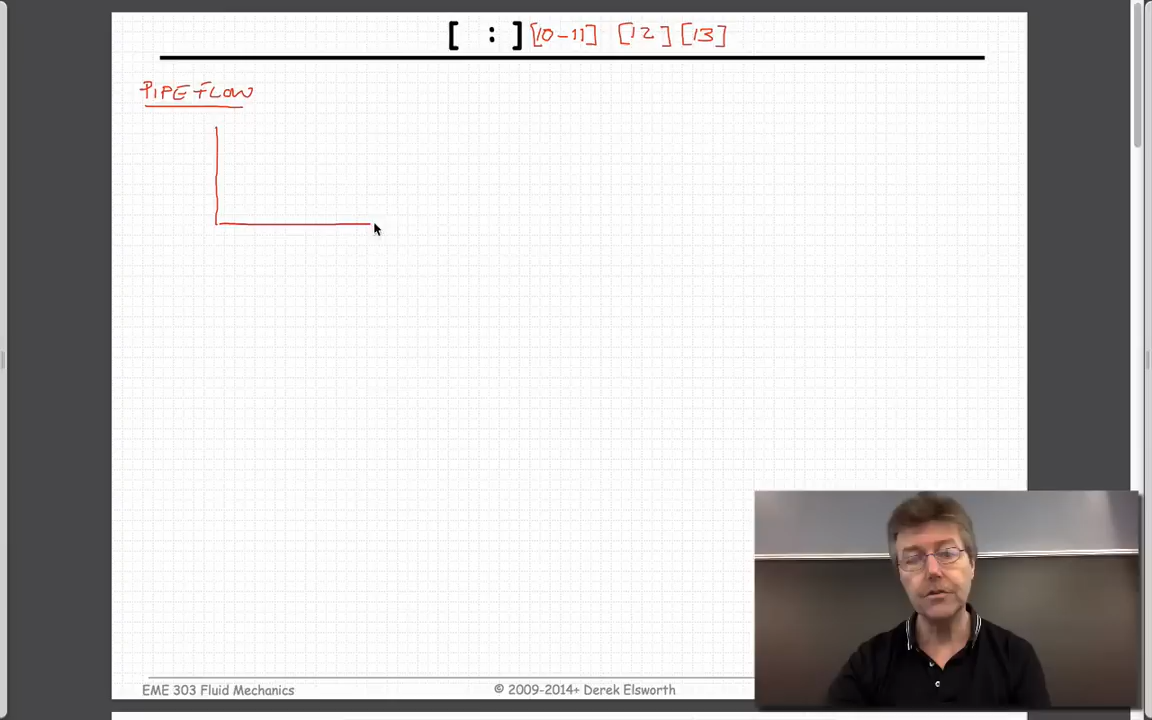 [ : ] [10-11] [12] [13]
PIPE FLOW
EME 303 Fluid Mechanics © 2009-2014+ Derek Elsworth